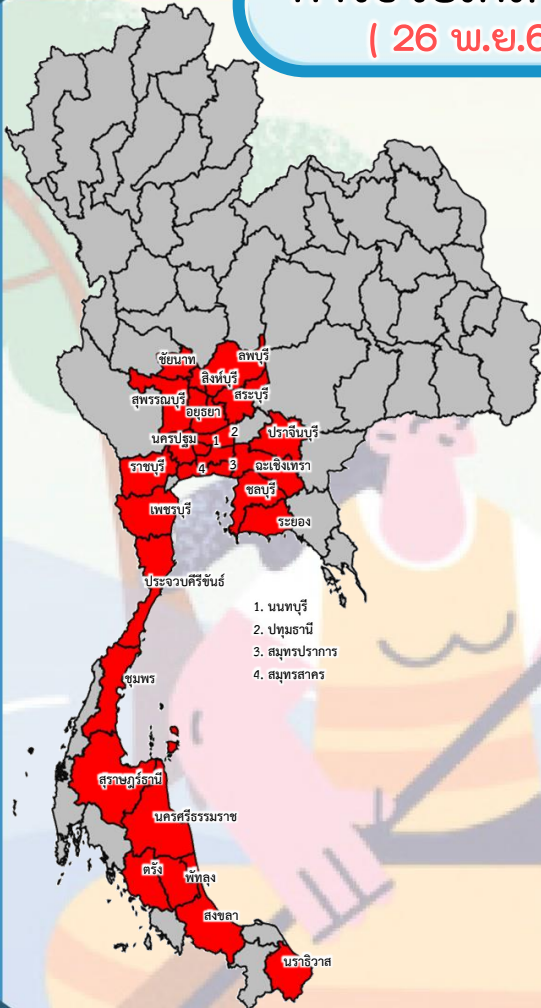 ( 26 พ.ย.6
ชัยนาท
ลพบุรี
สิงห์บุรี
สระบุรี
สุพรรณบุรี
อยุธยา
2
ปราจีนบุรี
นครปฐม
1
ราชบุรี
4
3
ฉะเชิงเทรา
ชลบุรี
เพชรบุรี
ระยอง
ประจวบคีรีขันธ์
1. นนทบุรี
2. ปทุมธานี
3. สมุทรปราการ
4. สมุทรสาคร
ชุมพร
สุราษฎร์ธานี
นครศรีธรรมราช
ตรัง
พัทลุง
สงขลา
นราธิวาส